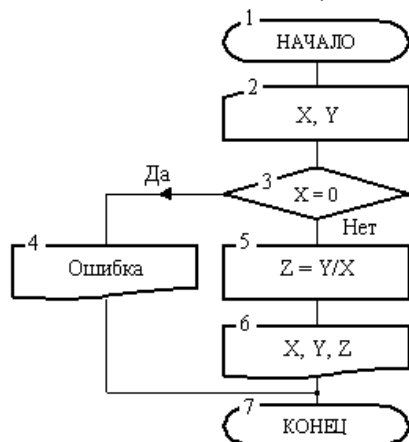 1
НАЧАЛО
2
X, Y
3
X = 0
Да
Нет
4
Ошибка
5
Z = Y/X
6
X, Y, Z
7
КОНЕЦ